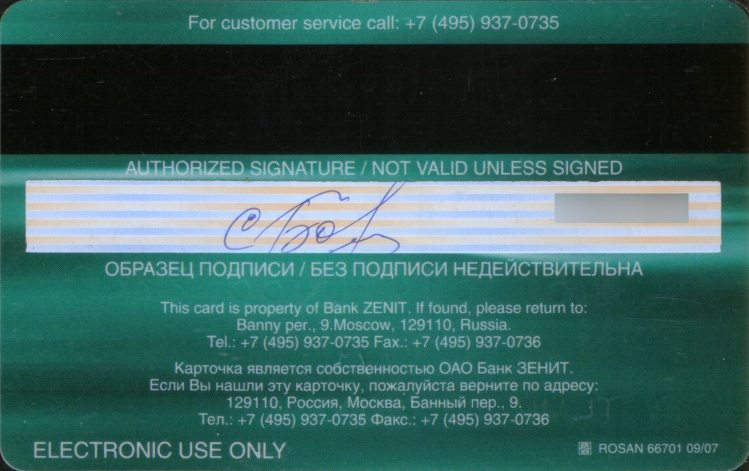 For customer service call: +7 (495) 937-0735
AUTHORIZED SIGNATURE / NOT VALID UNLESS SIGNED
ОБРАЗЕЦ ПОДПИСИ / БЕЗ ПОДПИСИ НЕДЕЙСТВИТЕЛЬНА
This card is property of Bank ZENIT. If found, please return to:
Banny per., 9.Moscow, 129110, Russia.
Tel.: +7 (495) 937-0735 Fax.: +7 (495) 937-0736
Карточка является собственностью ОАО Банк ЗЕНИТ.
Если Вы нашли эту карточку, пожалуйста верните по адресу:
129110, Россия, Москва, Банный пер., 9.
Тел.: +7 (495) 937-0735 Факс.: +7 (495) 937-0736
ELECTRONIC USE ONLY
ROSAN 66701 09/07